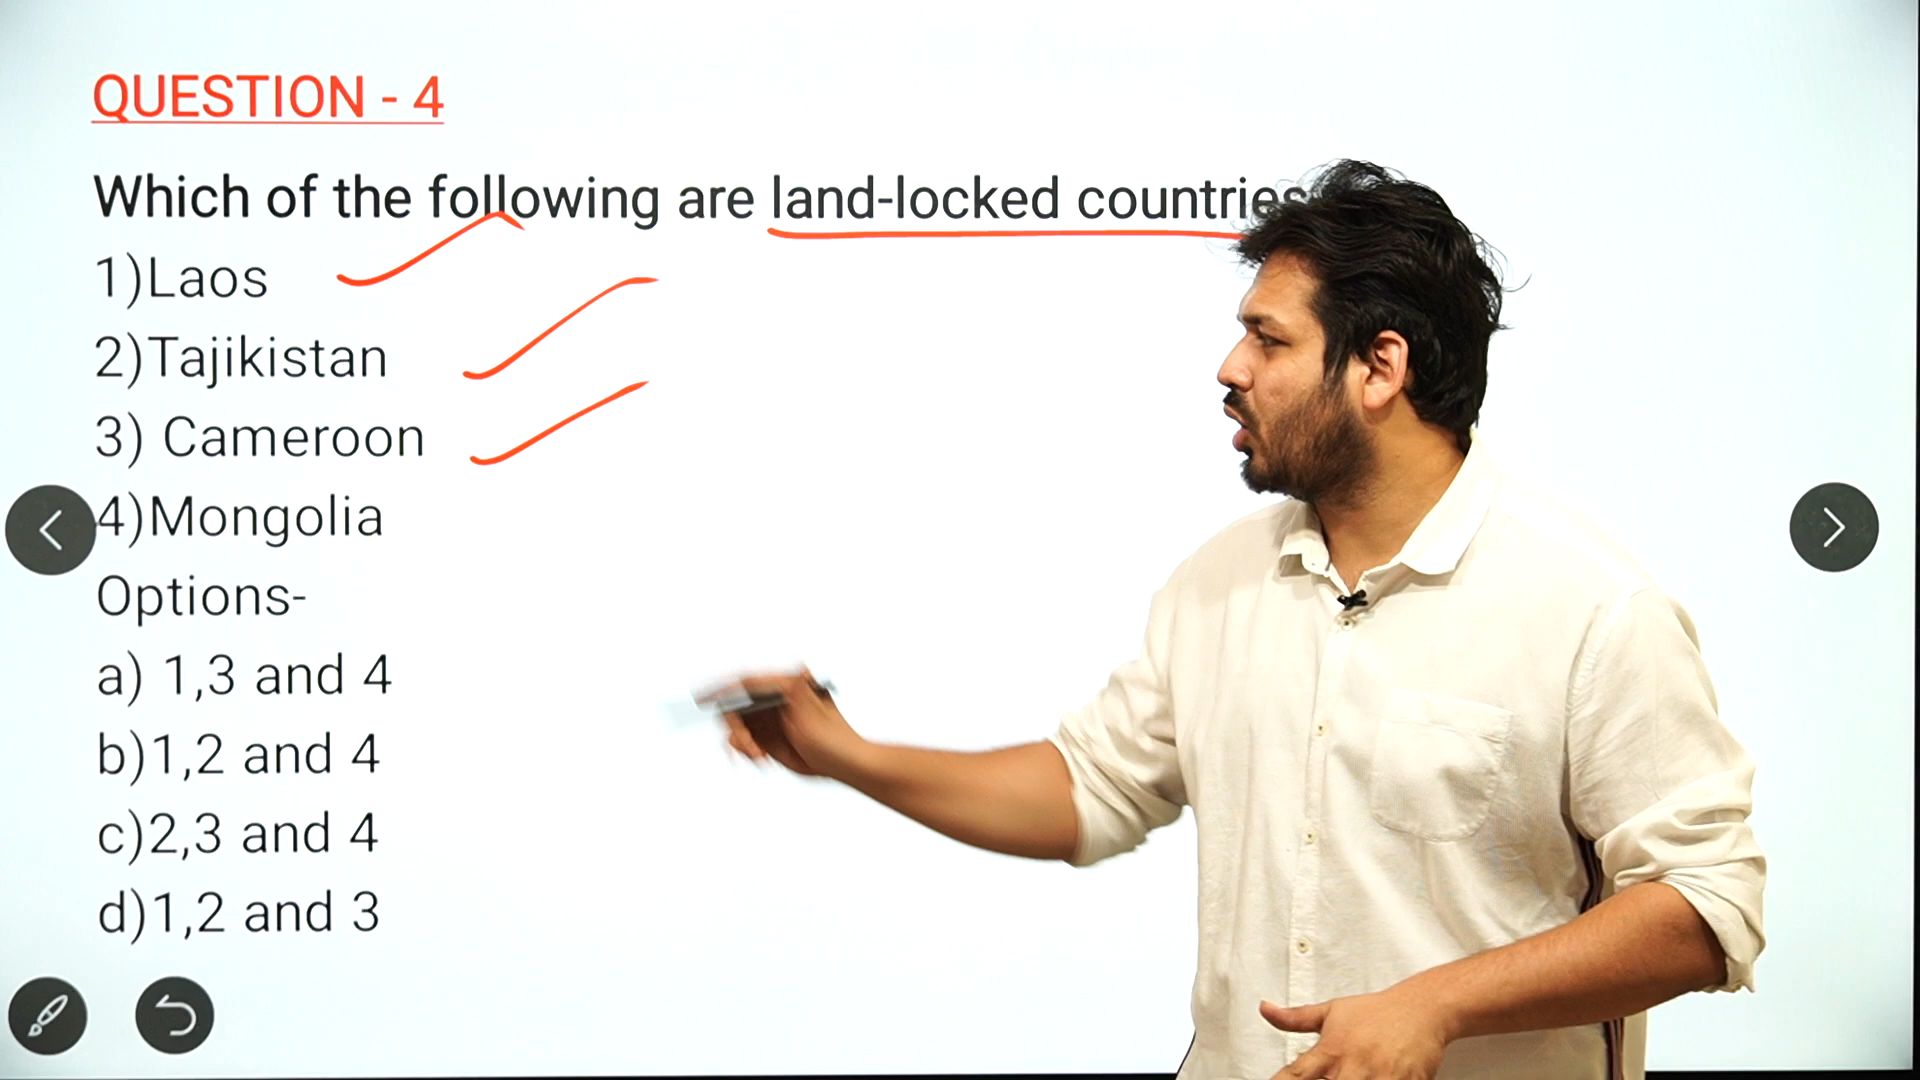 QUESTION - 4
Which of the following are land-locked countries
1)Laos
2)Tajikistan
3) Cameroon
4)Mongolia
Options-
a) 1,3 and 4
b)1,2 and 4
c)2,3 and 4
d)1,2 and 3